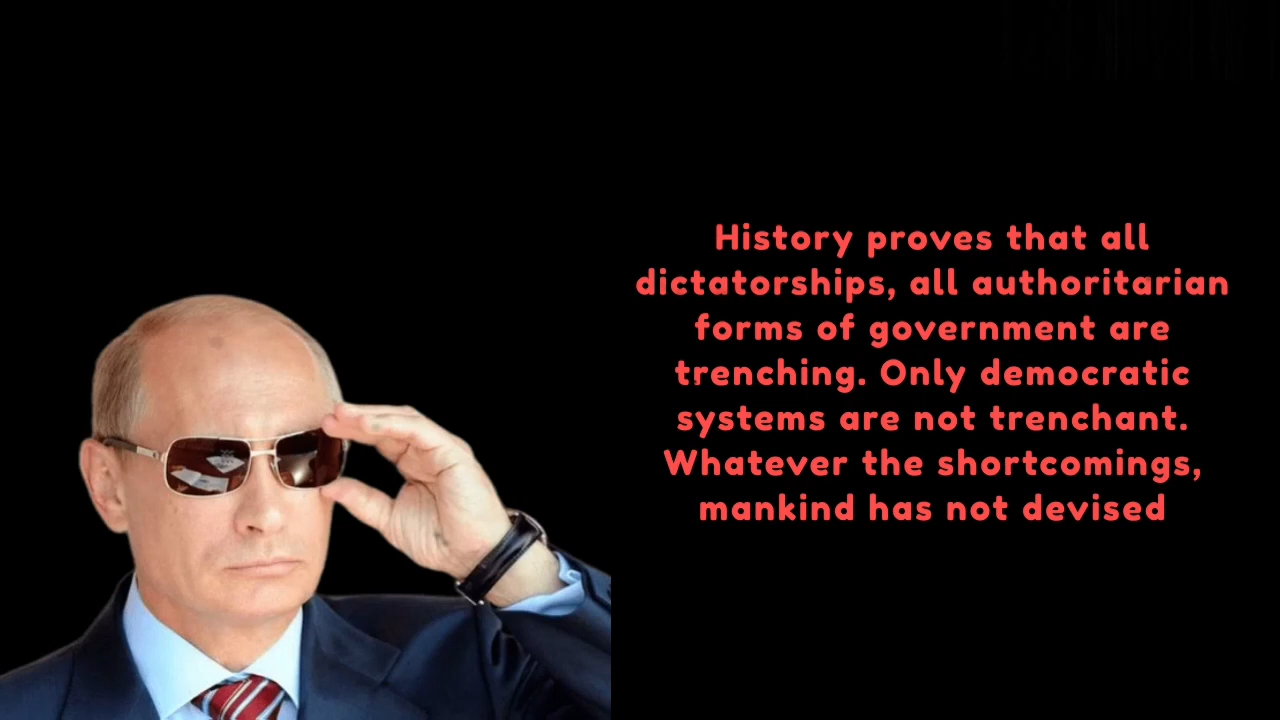 History proves that all
dictatorships, all authoritarian
forms of government are
trenching. Only democratic
systems are not trenchant.
Whatever the shortcomings,
mankind has not devised